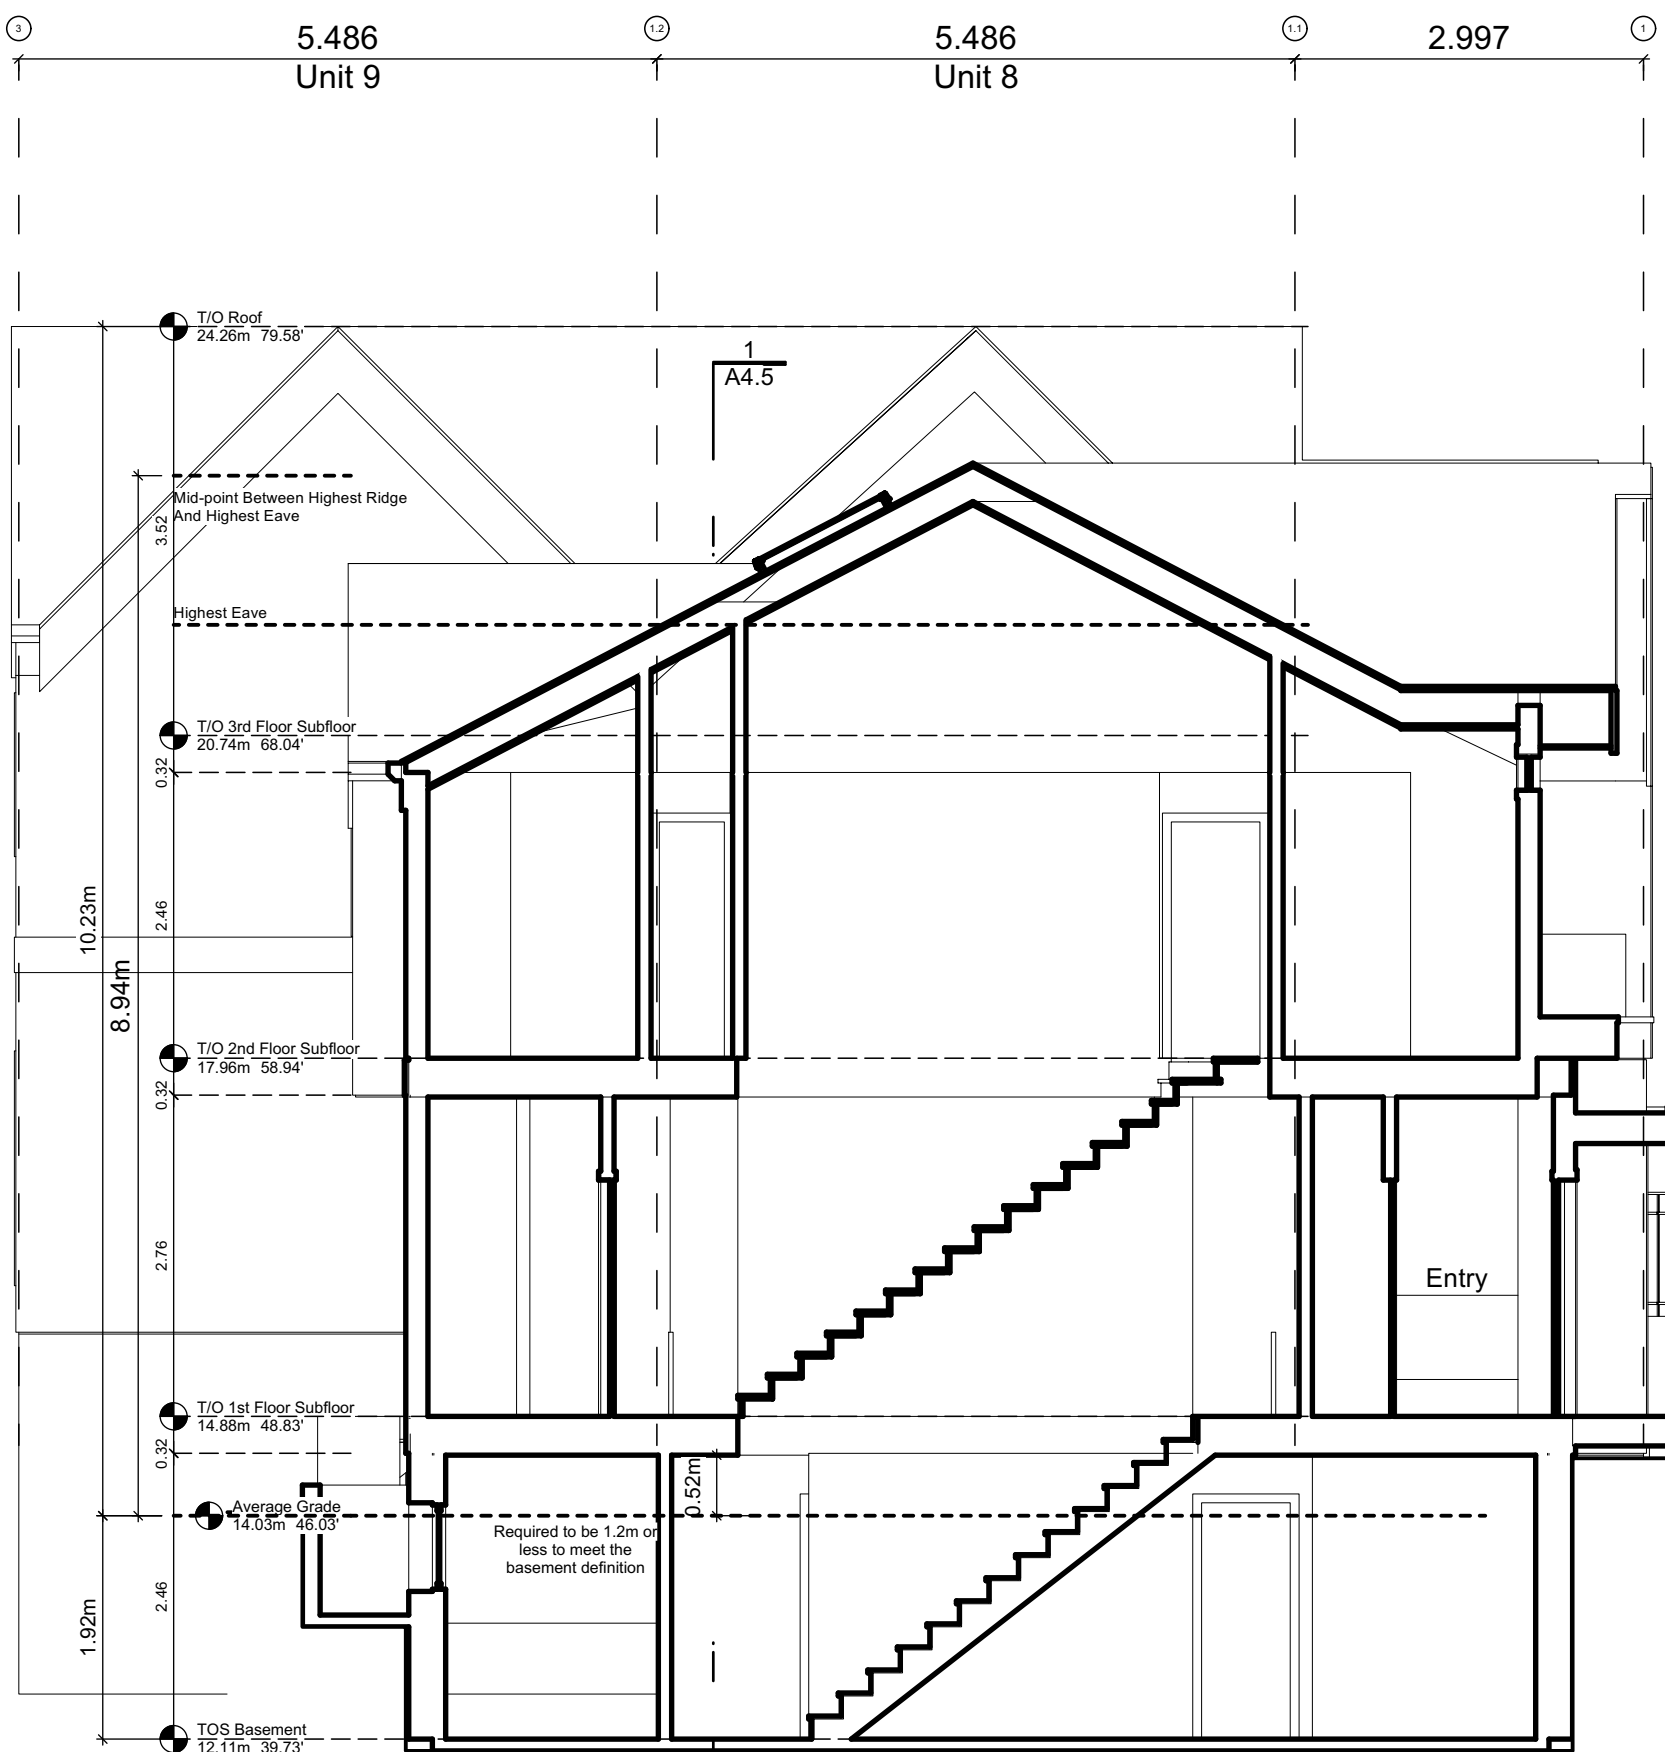 3
5.486
1.2
5.486
1.1
2.997
1
Unit 9
Unit 8
T/O Roof
24.26m 79.58'
1
A4.5
Mid-point Between Highest Ridge
And Highest Eave
3.52
Highest Eave
T/O 3rd Floor Subfloor
20.74m 68.04'
0.32
10.23m
2.46
8.94m
T/O 2nd Floor Subfloor
17.96m 58.94'
0.32
2.76
Entry
T/O 1st Floor Subfloor
14.88m 48.83'
0.32
0.52m
Average Grade
14.03m 46.03'
Required to be 1.2m or
less to meet the
basement definition
2.46
1.92m
TOS Basement
12.11m 39.73'